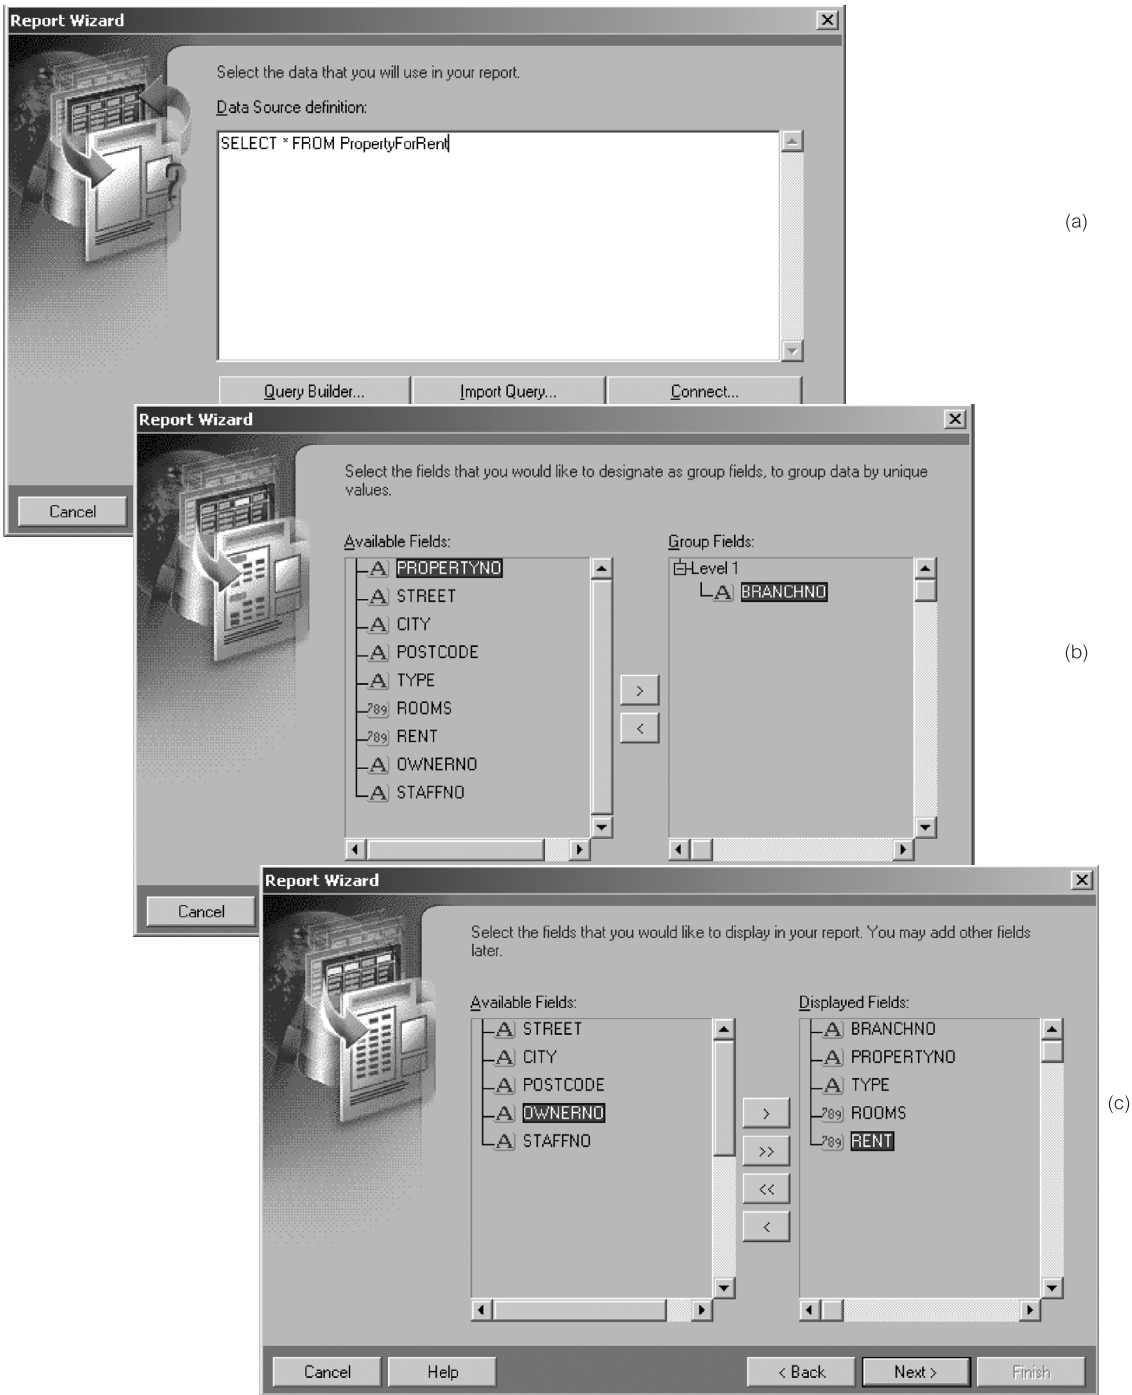 Report Wizard
Select the data that you will use in your report.
Data Source definition:
SELECT * FROM PropertyForRent
(a)
Query Builder...
Import Query...
Connect...
Cancel
Report Wizard
Select the fields that you would like to designate as group fields, to group data by unique
values.
Available Fields:
Group Fields:
PROPERTYNO
STREET
CITY
POSTCODE
TYPE
ROOMS
RENT
OWNERNO
STAFFNO
>
<
Level 1
BRANCHNO
(b)
Cancel
Report Wizard
Select the fields that you would like to display in your report. You may add other fields
later.
Available Fields:
Displayed Fields:
STREET
CITY
POSTCODE
OWNERNO
STAFFNO
>
>>
<<
<
BRANCHNO
PROPERTYNO
TYPE
ROOMS
RENT
(c)
Cancel
Help
< Back
Next >
Finish